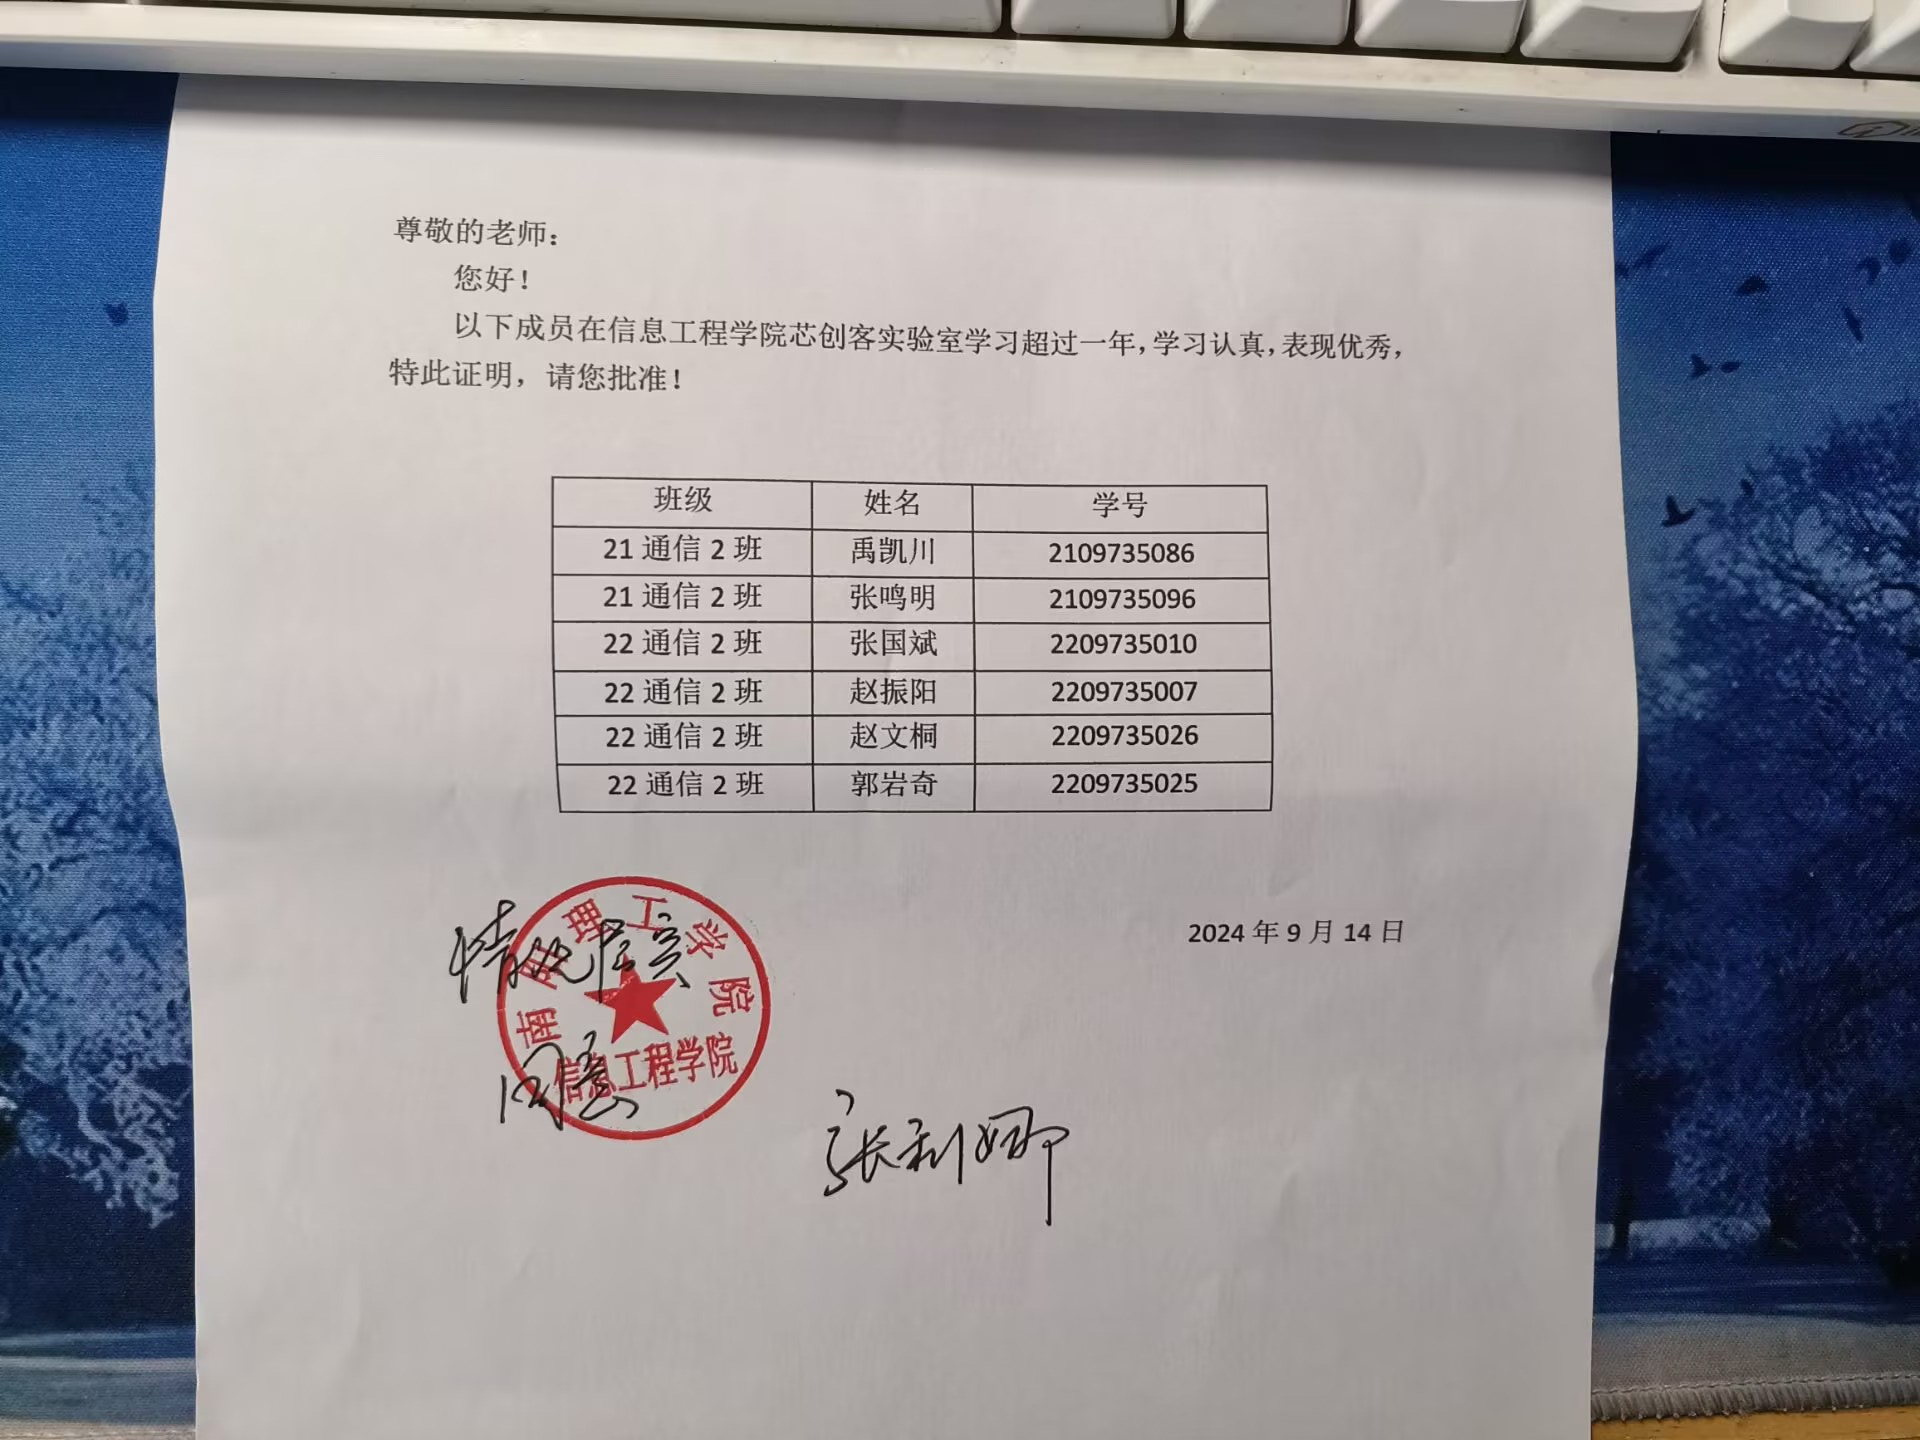 尊敬的老师：
您好！
以下成员在信息工程学院芯创客实验室学习超过一年，学习认真，表现优秀，
特此证明，请您批准！
班级 姓名 学号
21 通信 2 班 禹凯川 2109735086
21 通信 2 班 张鸣明 2109735096
22 通信 2 班 张国斌 2209735010
22 通信 2 班 赵振阳 2209735007
22 通信 2 班 赵文桐 2209735026
22 通信 2 班 郭岩奇 2209735025
2024 年 9 月 14 日
情况属实
南阳理工学院
信息工程学院
同意
张利娜